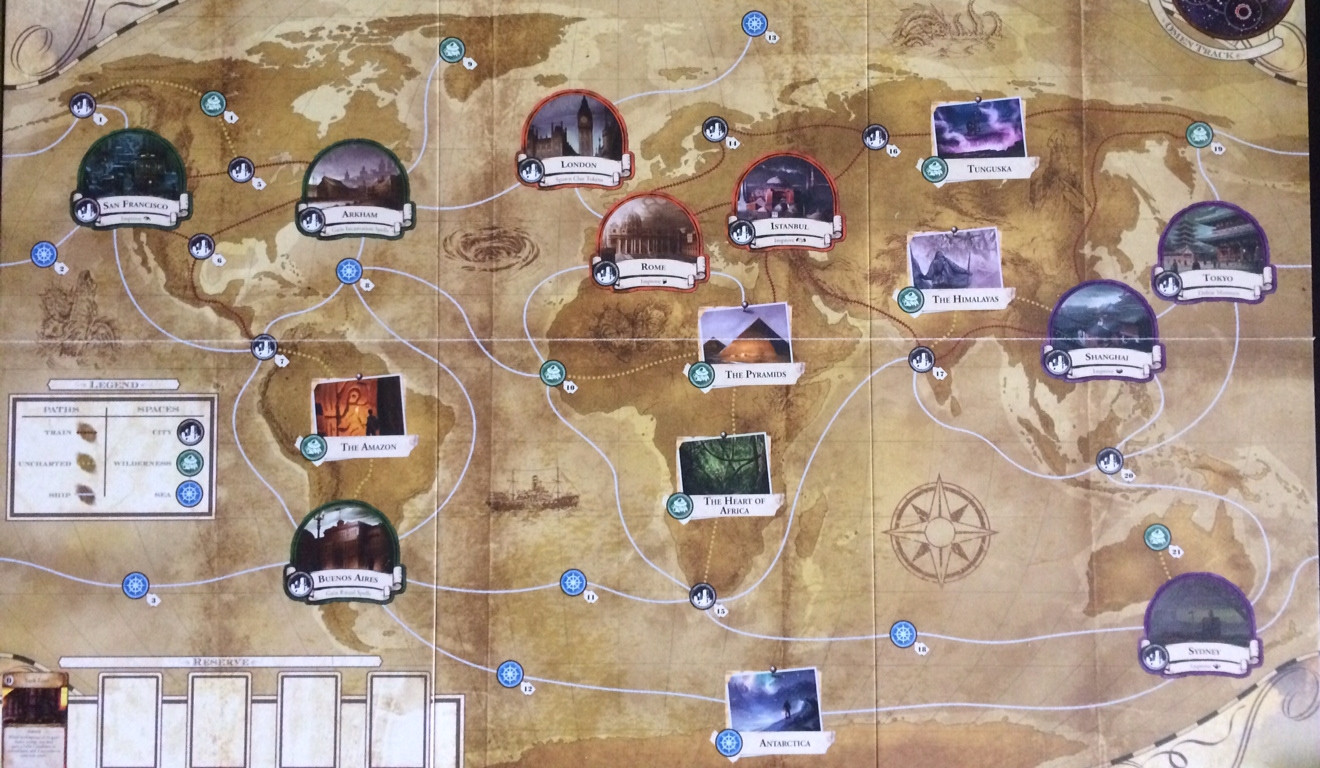 OMEN TRACK
13
9
1
4
LONDON
14
16
TUNGUSKA
19
5
SAN FRANCISCO
ARKHAM
ISTANBUL
2
6
8
ROME
THE HIMALAYAS
TOKYO
7
10
THE PYRAMIDS
17
SHANGHAI
LEGEND
PATHS
SPACES
TRAIN
CITY
UNCHARTED
WILDERNESS
SHIP
SEA
THE AMAZON
THE HEART OF
AFRICA
20
21
3
BUENOS AIRES
11
15
18
SYDNEY
RESERVE
12
ANTARCTICA